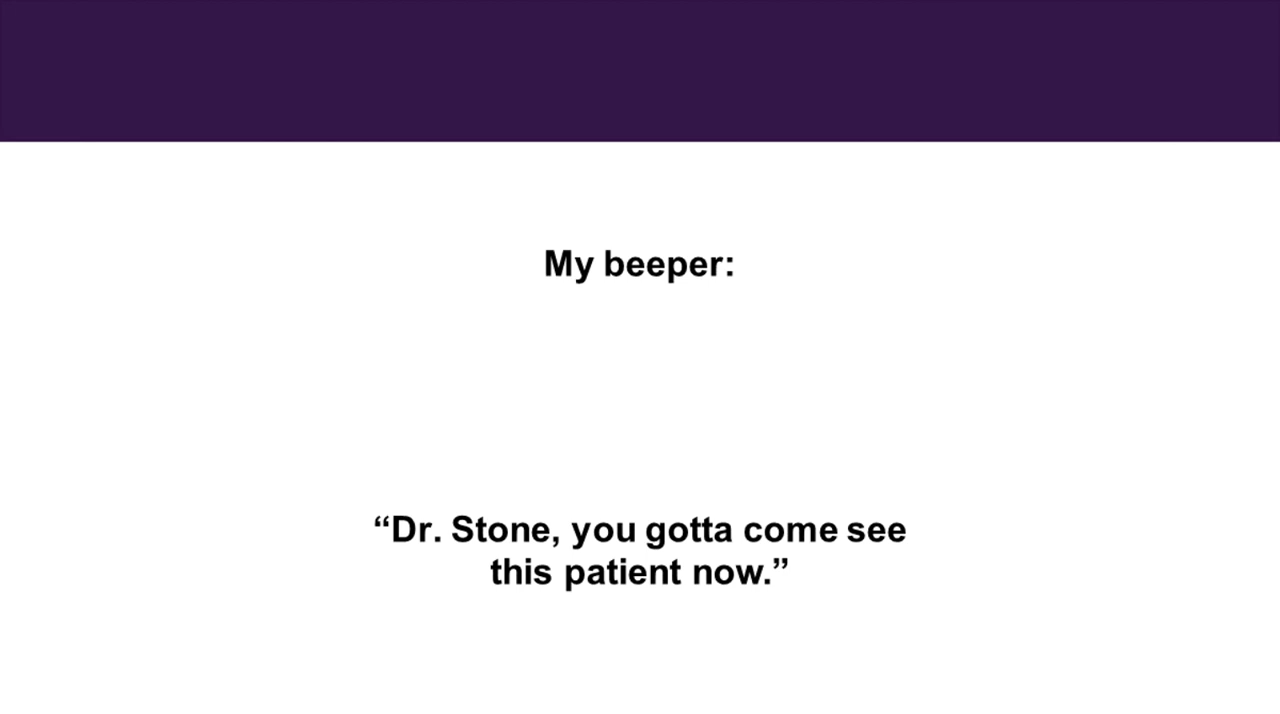 My beeper:
“Dr. Stone, you gotta come see
this patient now.”